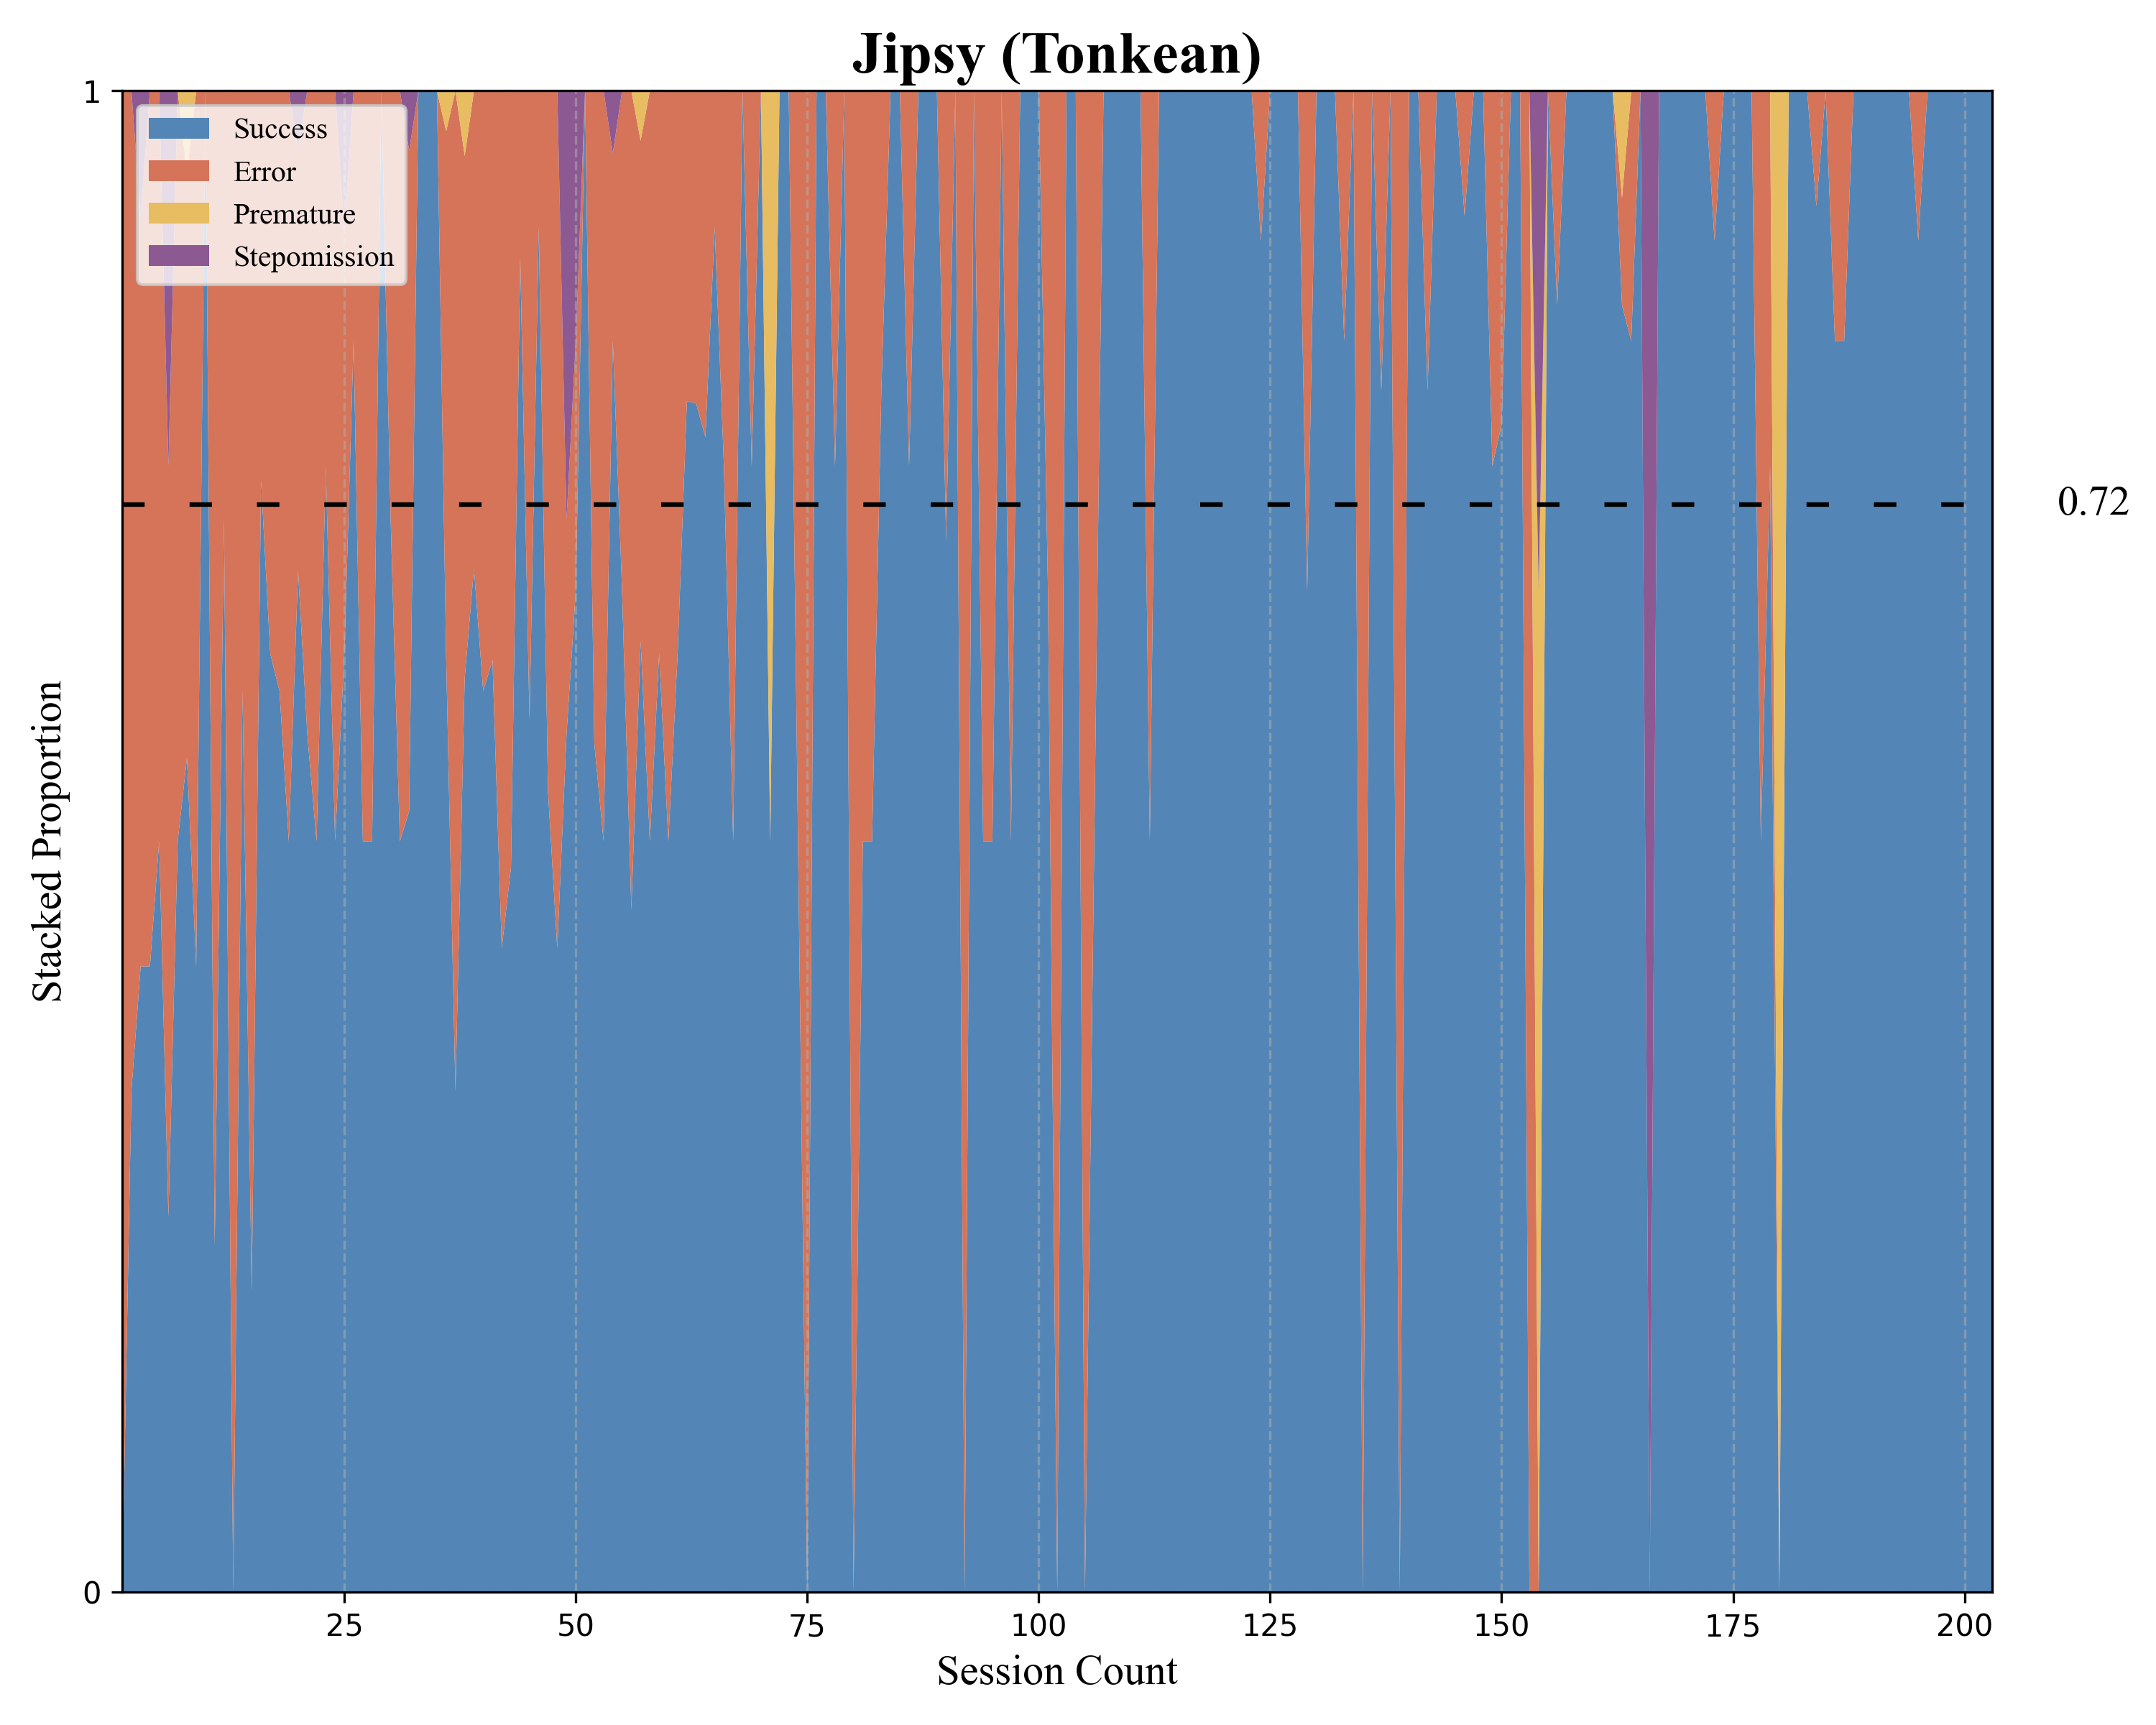 Jipsy (Tonkean)
1
Success
Error
Premature
Stepomission
0.72
Stacked Proportion
0
25 50 75 100 125 150 175 200
Session Count